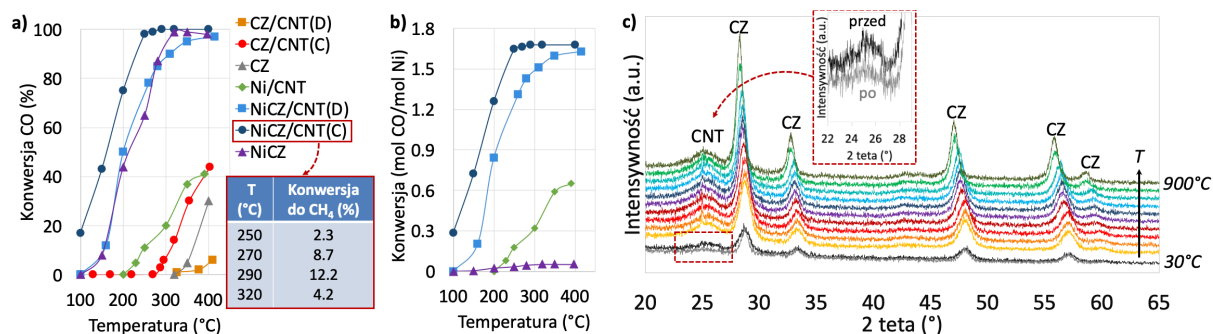 a)
Konwersja CO (%)
100
80
60
40
20
0
100
200
300
400
Temperatura (°C)
CZ/CNT(D)
CZ/CNT(C)
CZ
Ni/CNT
NiCZ/CNT(D)
NiCZ/CNT(C)
NiCZ
T Konwersja
(°C) do CH₄ (%)
250 2.3
270 8.7
290 12.2
320 4.2
b)
Konwersja (mol CO/mol Ni)
1.8
1.5
1.2
0.9
0.6
0.3
0
0 100 200 300 400
Temperatura (°C)
c)
Intensywność (a.u.)
CNT
CZ
CZ
CZ
CZ
CZ
Intensywność (a.u.)
przed
po
22 24 26 28
2 teta (°)
T
900°C
30°C
20 25 30 35 40 45 50 55 60 65
2 teta (°)